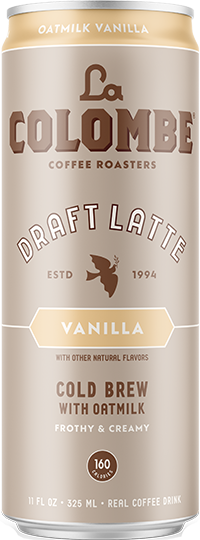 OATMILK VANILLA
La
COLOMBE
COFFEE ROASTERS
DRAFT LATTE
ESTD 1994
VANILLA
WITH OTHER NATURAL FLAVORS
COLD BREW
WITH OATMILK
FROTHY & CREAMY
160
CALORIES
11 FL OZ • 325 ML • REAL COFFEE DRINK